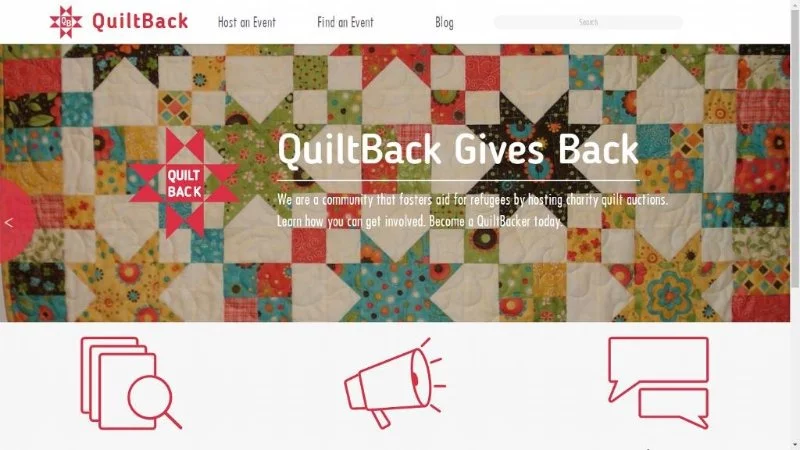 QB QuiltBack Host an Event Find an Event Blog Search
QuiltBack Gives Back
QUILT
BACK
We are a community that fosters aid for refugees by hosting charity quilt auctions.
Learn how you can get involved. Become a QuiltBacker today.
<